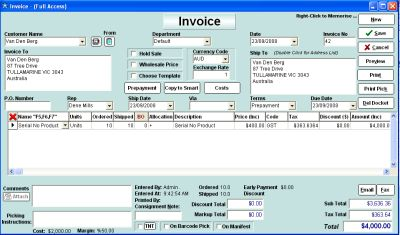 Invoice - (Full Access)
Invoice
Right-Click to Memorise ...
New
Customer Name
From
Department
Invoice Date
Invoice No
Van Den Berg
Default
23/08/2008
42
Save
Cancel
Invoice To
Hold Sale
Wholesale Price
Choose Template
Currency Code
AUD
Exchange Rate
1
Ship To
(Double Click for Address List)
Van Den Berg
87 Tree Drive
TULLAMARINE VIC 3043
Australia
Van Den Berg
87 Tree Drive
TULLAMARINE VIC 3043
Australia
Preview
Print
Print Pick
Prepayment
Copy to Smart
Costs
P.O. Number
Rep
Ship Date
Via
Terms
Due Date
Del Docket
Dene Mills
23/08/2008
Prepayment
23/09/2008
Name "F5,F6,F7"
Units
Ordered
Shipped
BO
Allocation
Description
Price (inc)
Code
Tax
Discount ($)
Amount (inc)
Serial No Product
Units
10
10
0
+
Serial No Product
$400.00
GST
$363.6364
$0.00
$4,000.0
Comments
Attach
Entered By: Admin
Entered At: 9:42:54 AM
Printed By:
Consignment Note:
Ordered 10.0
Shipped 10.0
Early Payment $0.00
Discount
Email
Fax
Discount Total
$0.00
Sub Total
$3,636.36
Picking
Instructions:
Markup Total
$0.00
Tax Total
$363.64
Cost: $2,000.00
Margin: %50.00
TNT
On Barcode Pick
On Manifest
Total
$4,000.00